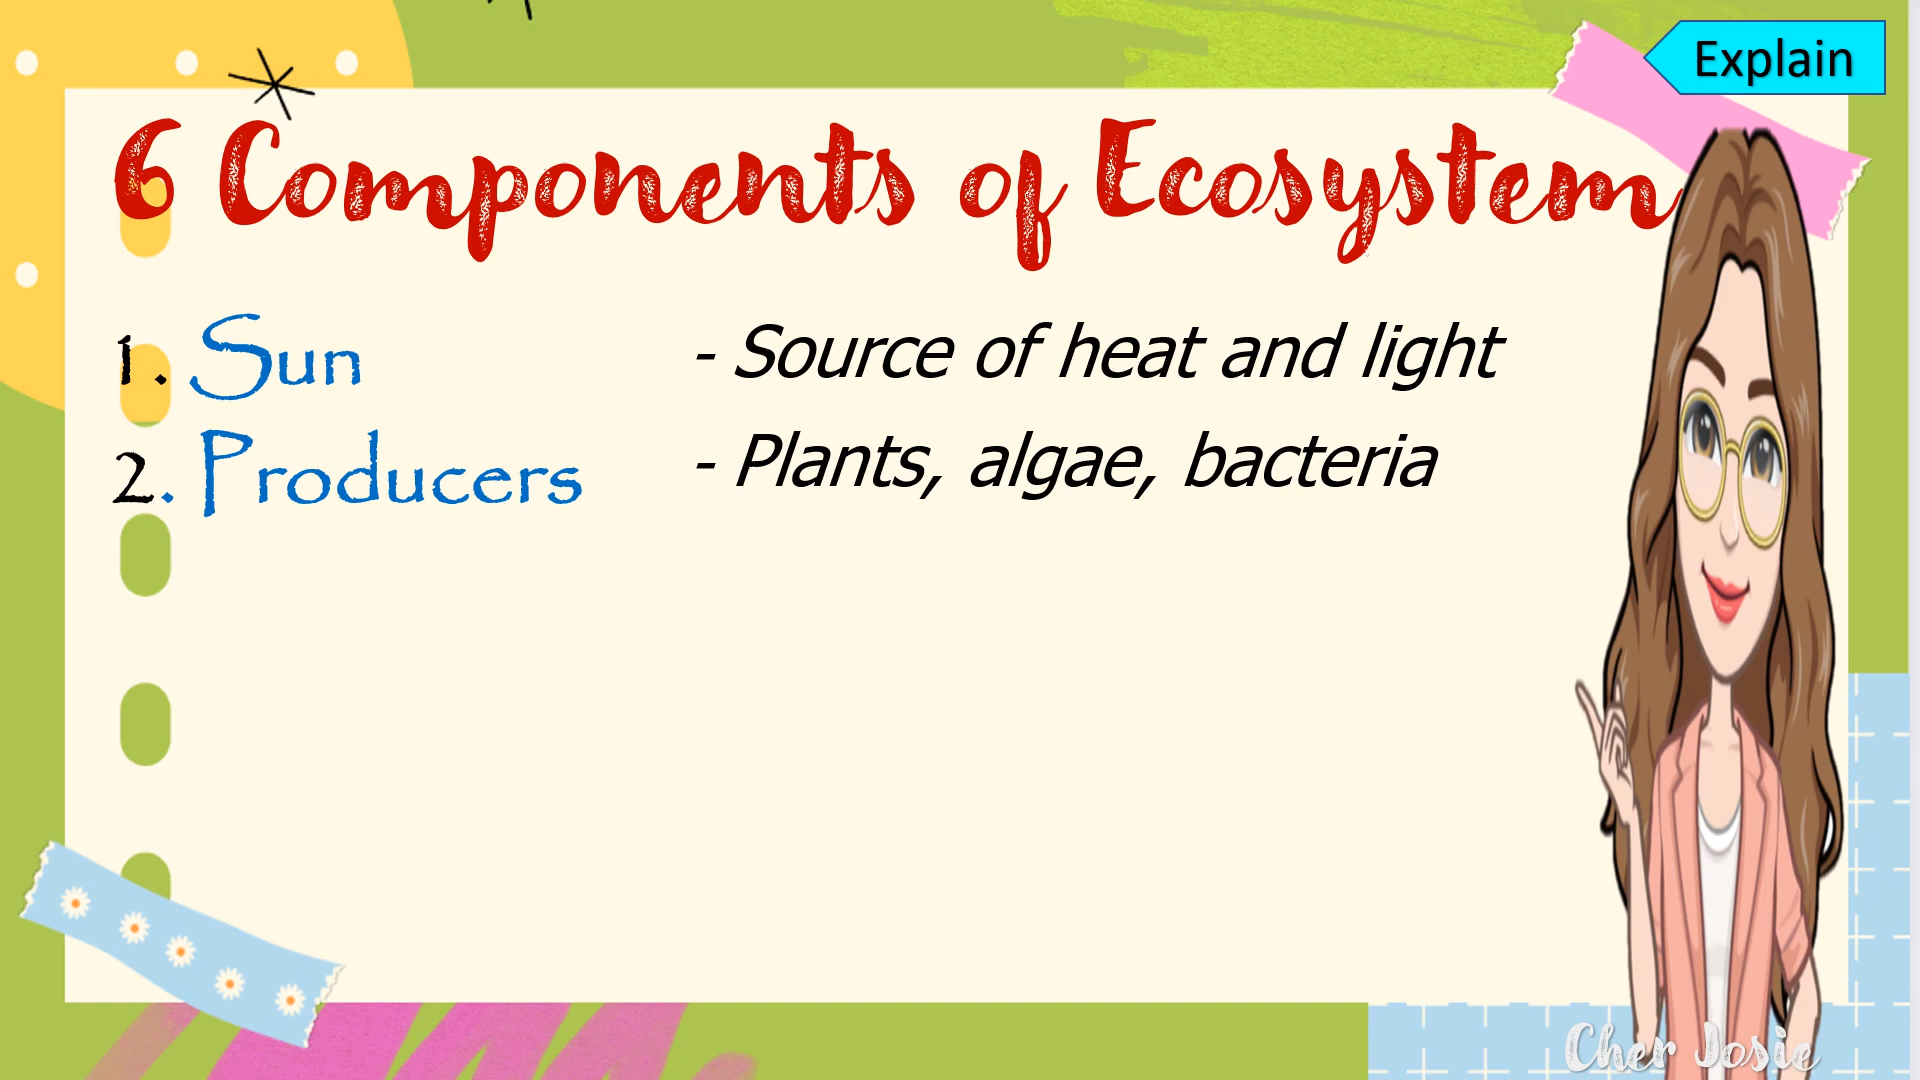 Explain
6 Components of Ecosystem
1. Sun - Source of heat and light
2. Producers - Plants, algae, bacteria
Cher Josie